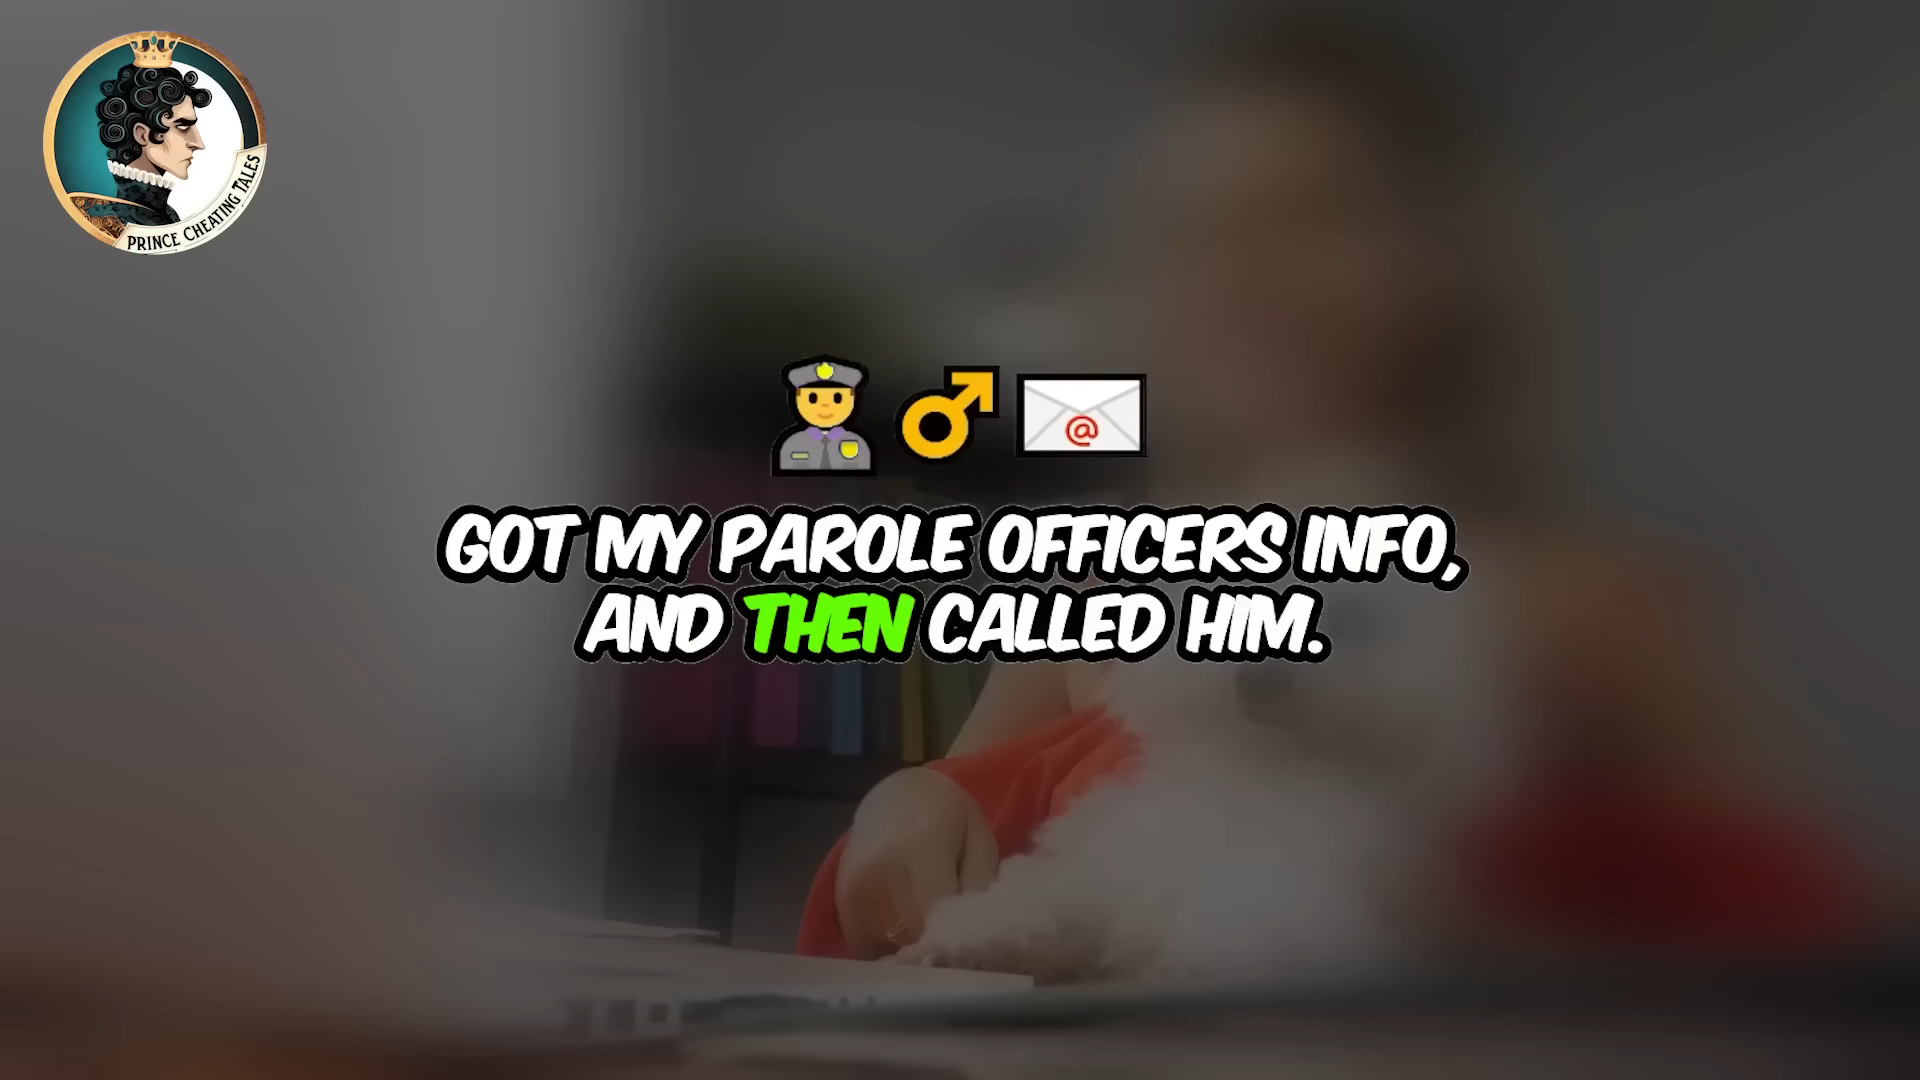 PRINCE CHEATING TALES
@
GOT MY PAROLE OFFICERS INFO,
AND THEN CALLED HIM.